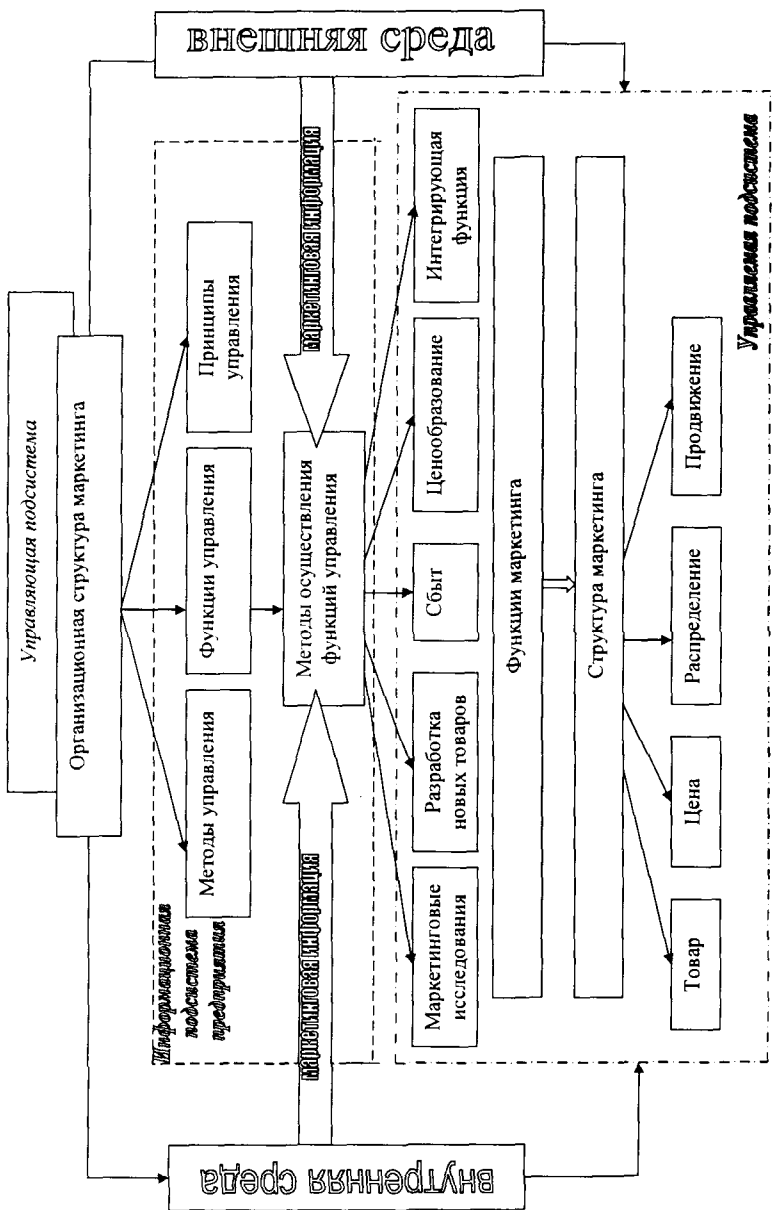 Управляющая подсистема
Организационная структура маркетинга
Информационная
подсистема
предприятия
Методы управления
Функции управления
Принципы
управления
внутренняя среда
маркетинговая информация
Методы осуществления
функций управления
маркетинговая информация
внешняя среда
Маркетинговые
исследования
Разработка
новых товаров
Сбыт
Ценообразование
Интегрирующая
функция
Функции маркетинга
Структура маркетинга
Товар
Цена
Распределение
Продвижение
Управляемая подсистема